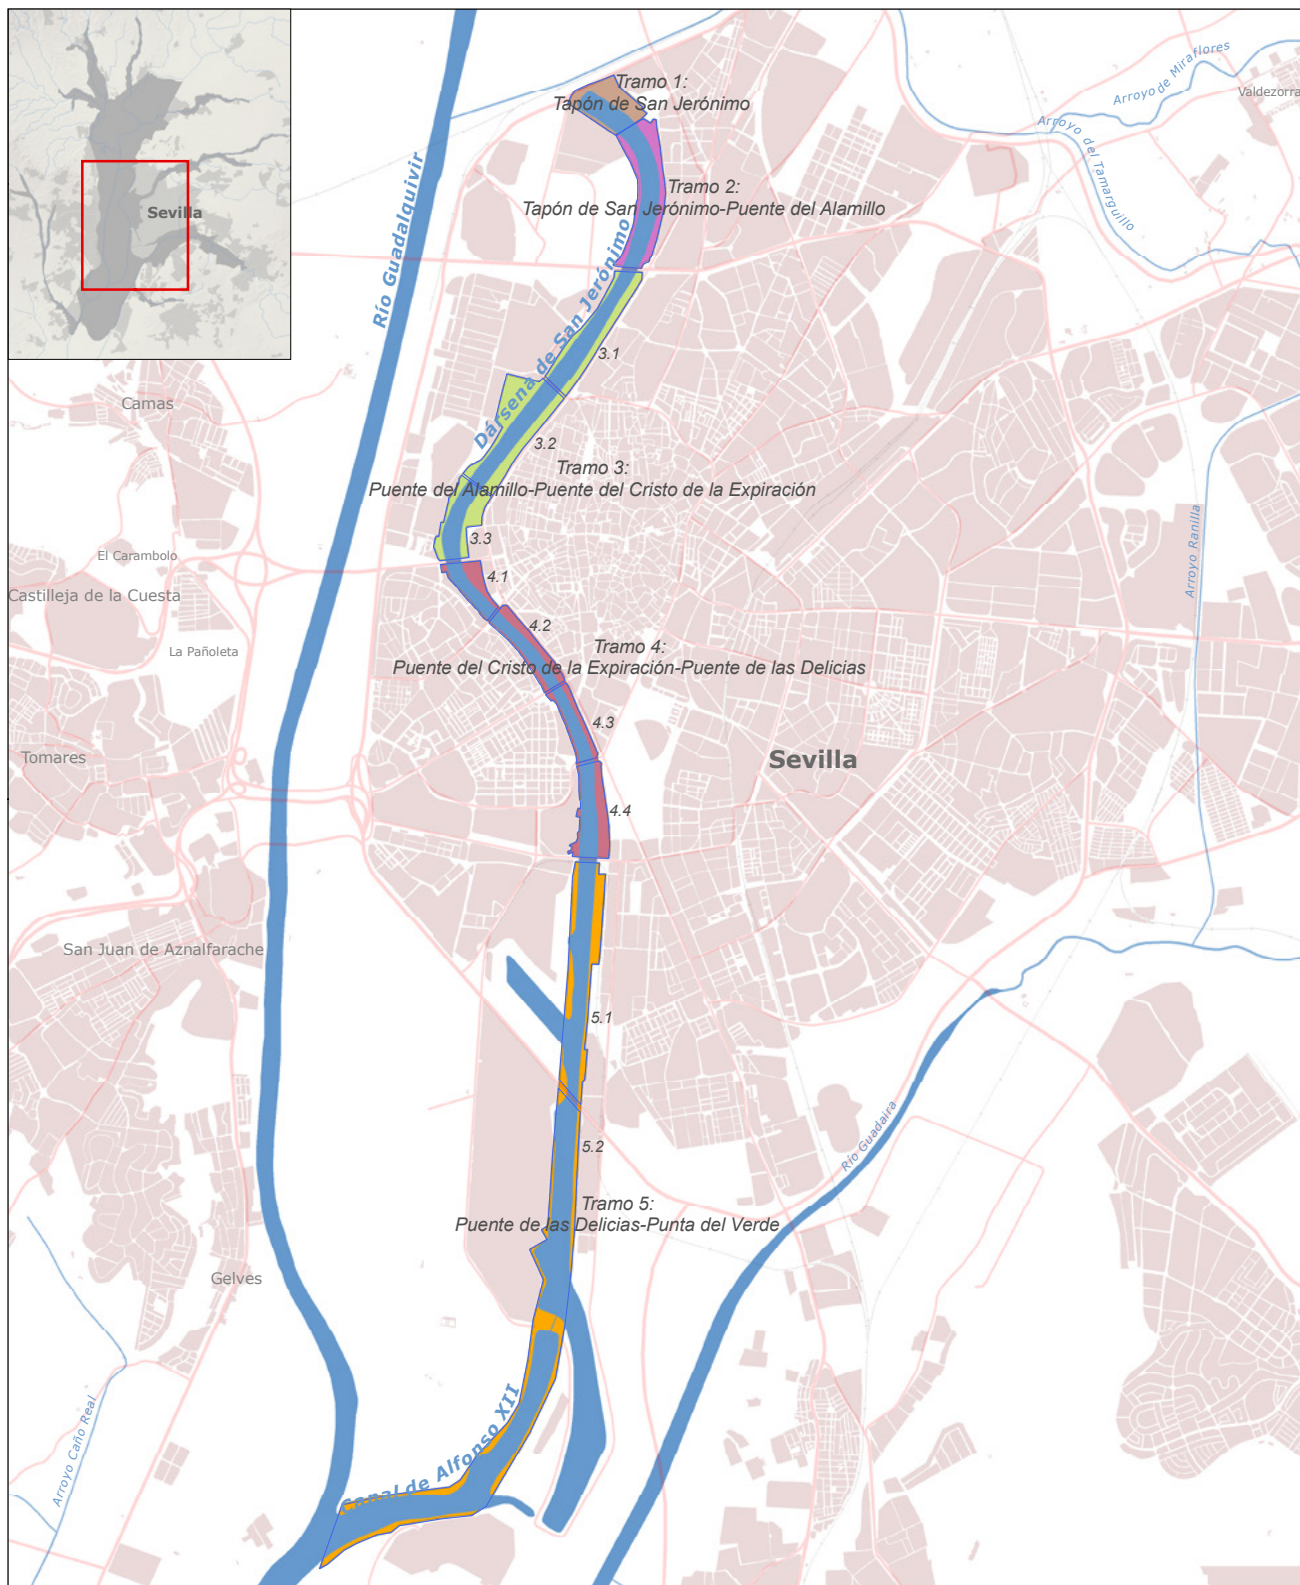 Sevilla
Tramo 1:
Tapón de San Jerónimo
Arroyo de Miraflores
Valdezorra
Arroyo del Tamarguillo
Río Guadalquivir
Tramo 2:
Tapón de San Jerónimo-Puente del Alamillo
Dársena de San Jerónimo
3.1
Camas
3.2
Tramo 3:
Puente del Alamillo-Puente del Cristo de la Expiración
3.3
El Carambolo
Arroyo Ranilla
4.1
Castilleja de la Cuesta
4.2
La Pañoleta
Tramo 4:
Puente del Cristo de la Expiración-Puente de las Delicias
4.3
Tomares
Sevilla
4.4
San Juan de Aznalfarache
5.1
Río Guadaira
5.2
Tramo 5:
Puente de las Delicias-Punta del Verde
Gelves
Canal de Alfonso XII
Arroyo Caño Real